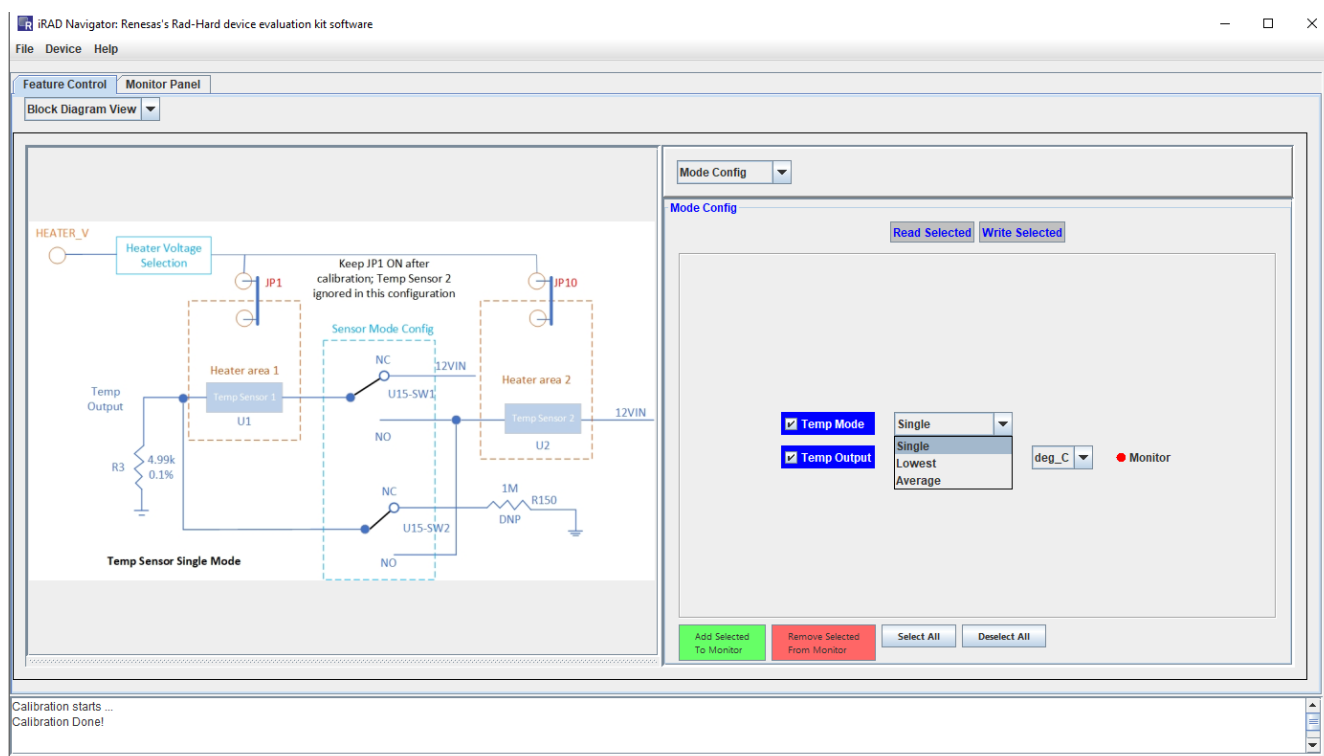 iRAD Navigator: Renesas's Rad-Hard device evaluation kit software
File Device Help
Feature Control Monitor Panel
Block Diagram View
HEATER_V
Heater Voltage
Selection
JP1
Keep JP1 ON after
calibration; Temp Sensor 2
ignored in this configuration
JP10
Sensor Mode Config
Heater area 1
Temp Sensor 1
U1
Temp
Output
R3
4.99k
0.1%
NC
12VIN
U15-SW1
NO
Heater area 2
Temp Sensor 2
U2
12VIN
NC
U15-SW2
NO
1M
R150
DNP
Temp Sensor Single Mode
Mode Config
Mode Config
Read Selected Write Selected
Temp Mode Single
Single
Lowest
Average
Temp Output deg_C Monitor
Add Selected
To Monitor
Remove Selected
From Monitor
Select All Deselect All
Calibration starts ...
Calibration Done!